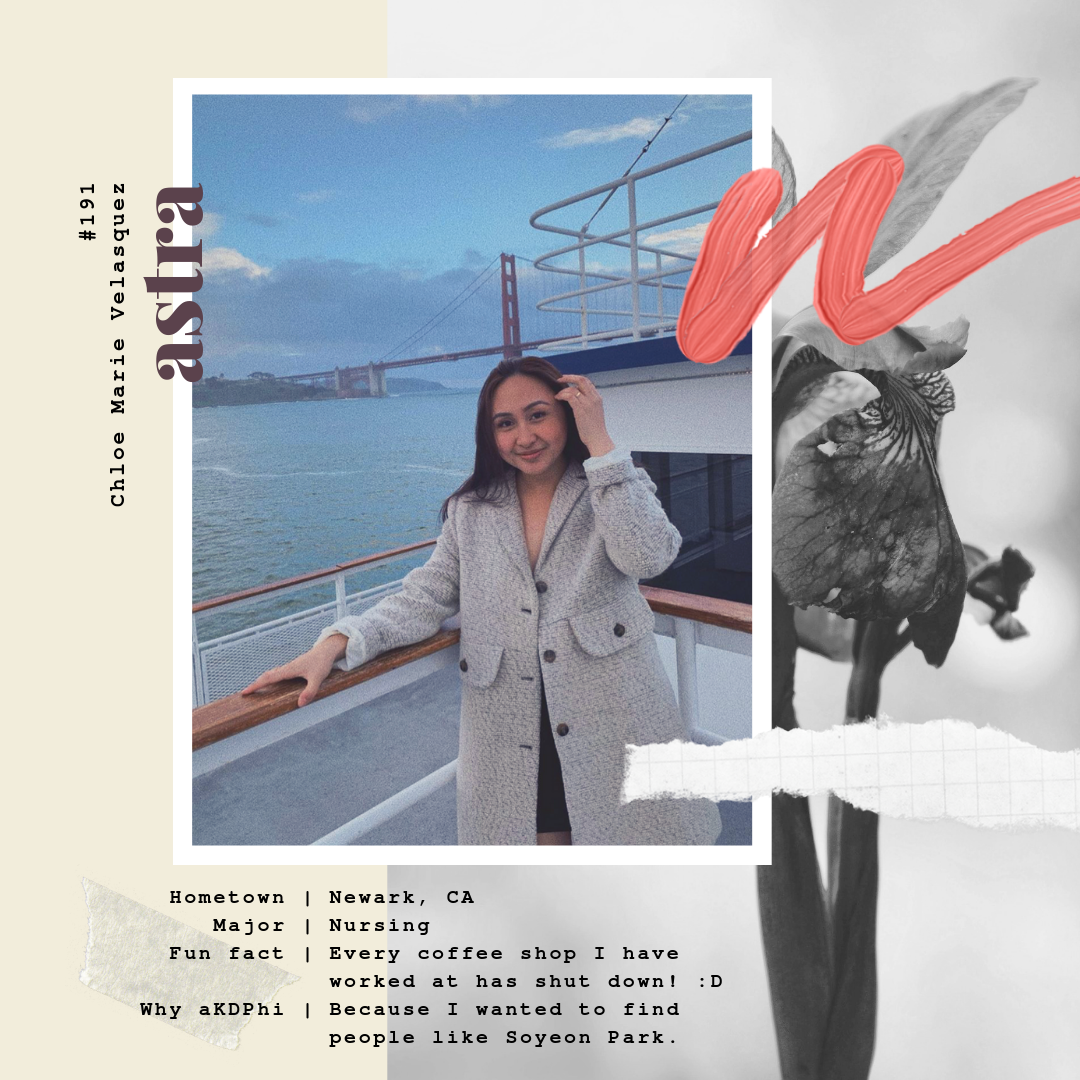 #191
Chloe Marie Velasquez
astra
Hometown | Newark, CA
Major | Nursing
Fun fact | Every coffee shop I have
worked at has shut down! :D
Why aKDPhi | Because I wanted to find
people like Soyeon Park.